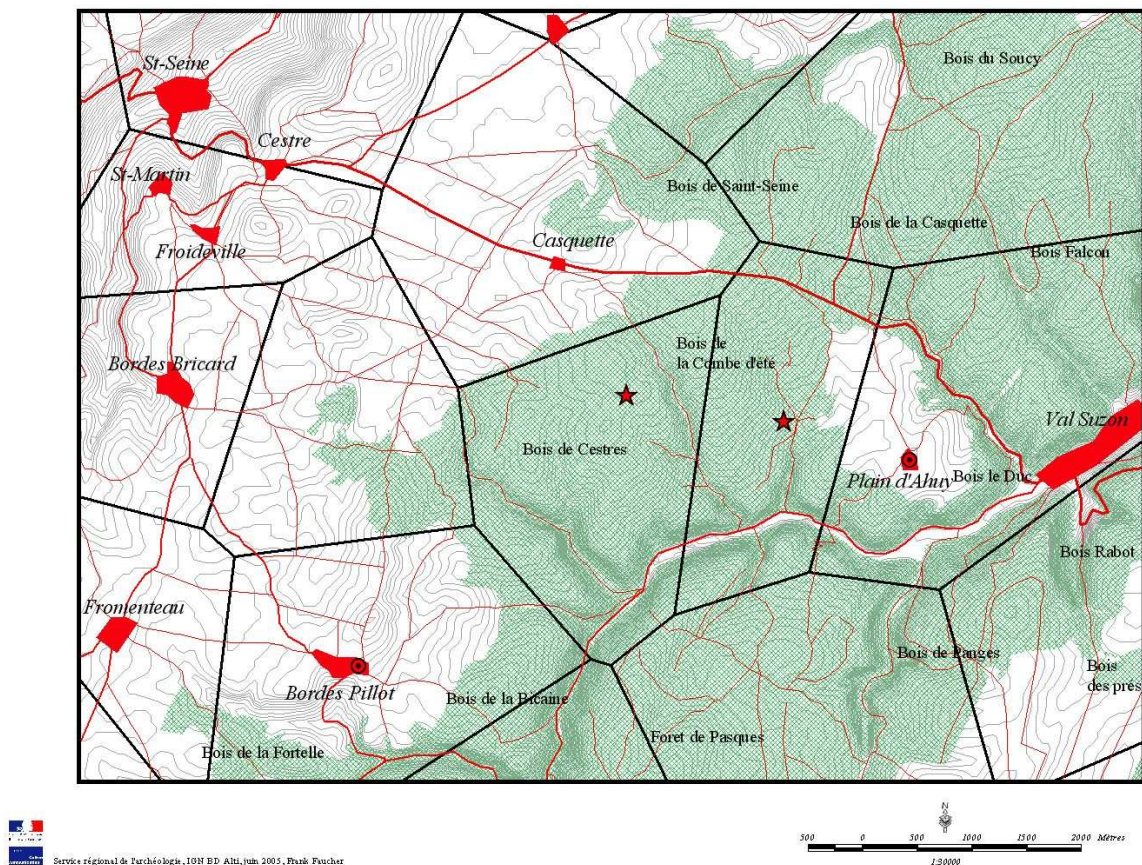 Bois du Soucy
St-Seine
Cestre
St-Martin
Bois de Saint-Seine
Bois de la Casquette
Froideville
Casquette
Bois Falcon
Bois de
la Combe d'été
Bordes Bricard
Val Suzon
Bois de Cestres
Plain d'Ahuy
Bois le Duc
Bois Rabot
Fromenteau
Bois de Panges
Bois
des prés
Bordes Pillot
Bois de la Bicaine
Foret de Pasques
Bois de la Fortelle
N
500 0 500 1000 1500 2000 Mètres
1:30000
Service régional de l'archéologie, IGN BD Alti, juin 2005, Frank Faucher